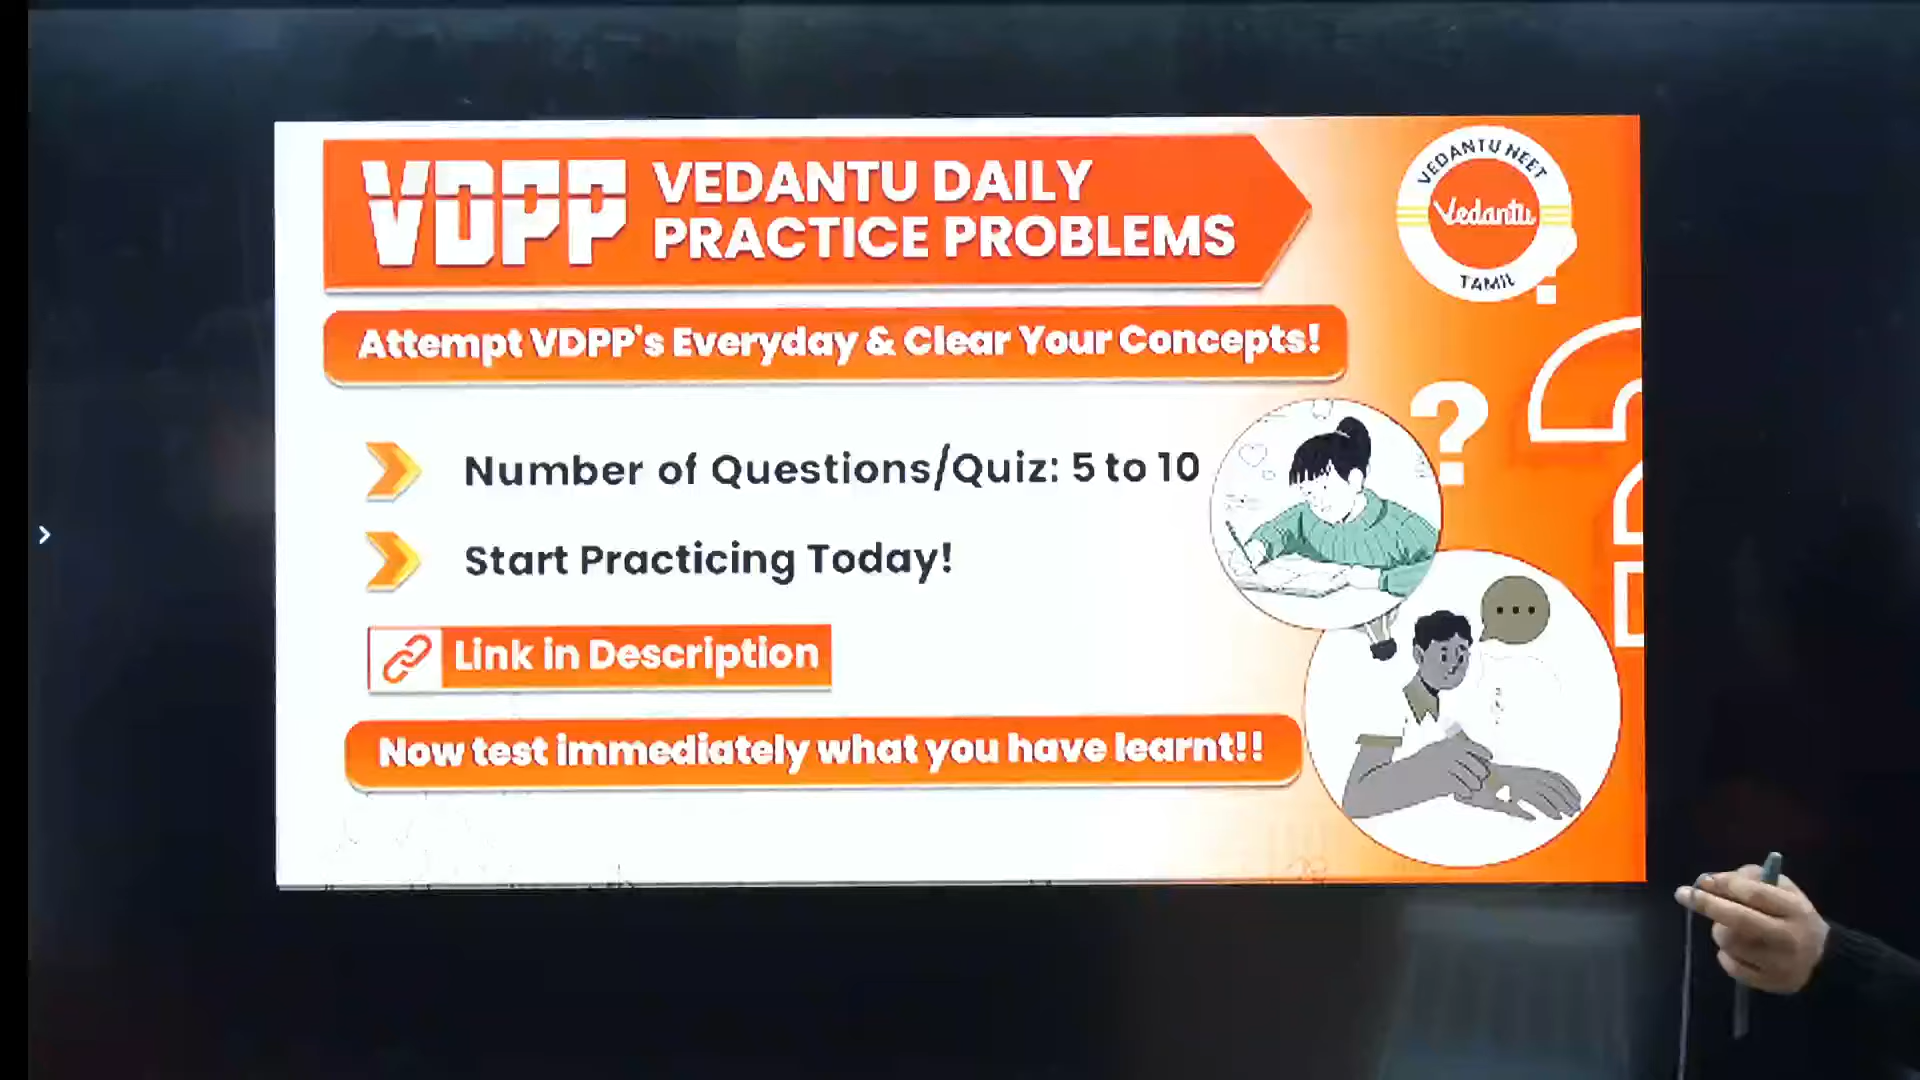 VDPP
VEDANTU DAILY
PRACTICE PROBLEMS
VEDANTU NEET
Vedantu
TAMIL
Attempt VDPP's Everyday & Clear Your Concepts!
Number of Questions/Quiz: 5 to 10
Start Practicing Today!
Link in Description
Now test immediately what you have learnt!!